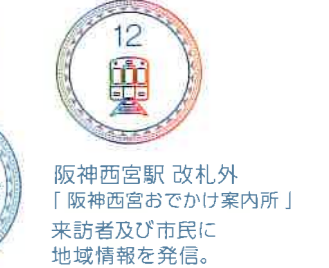 12
阪神西宮駅 改札外
「阪神西宮おでかけ案内所」
来訪者及び市民に
地域情報を発信。